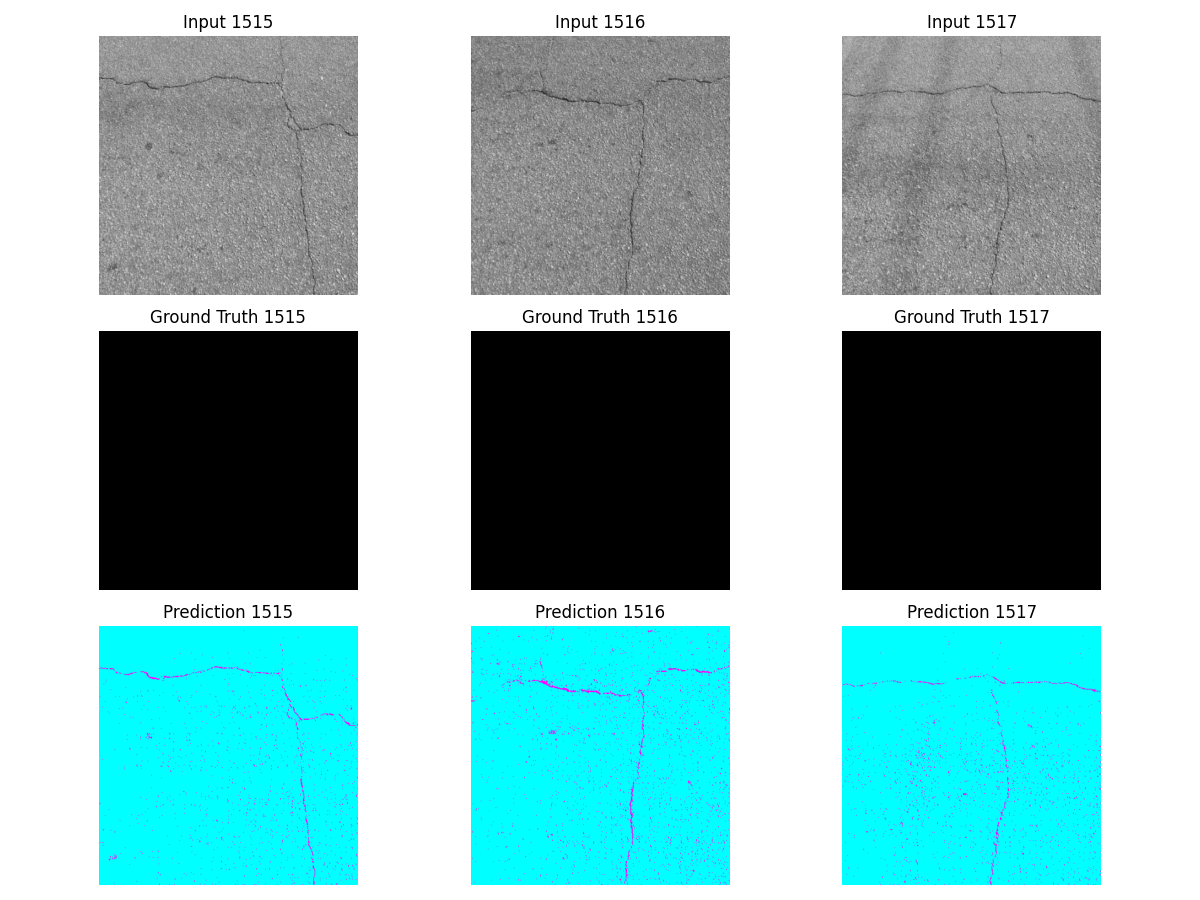 Input 1515
Input 1516
Input 1517
Ground Truth 1515
Ground Truth 1516
Ground Truth 1517
Prediction 1515
Prediction 1516
Prediction 1517